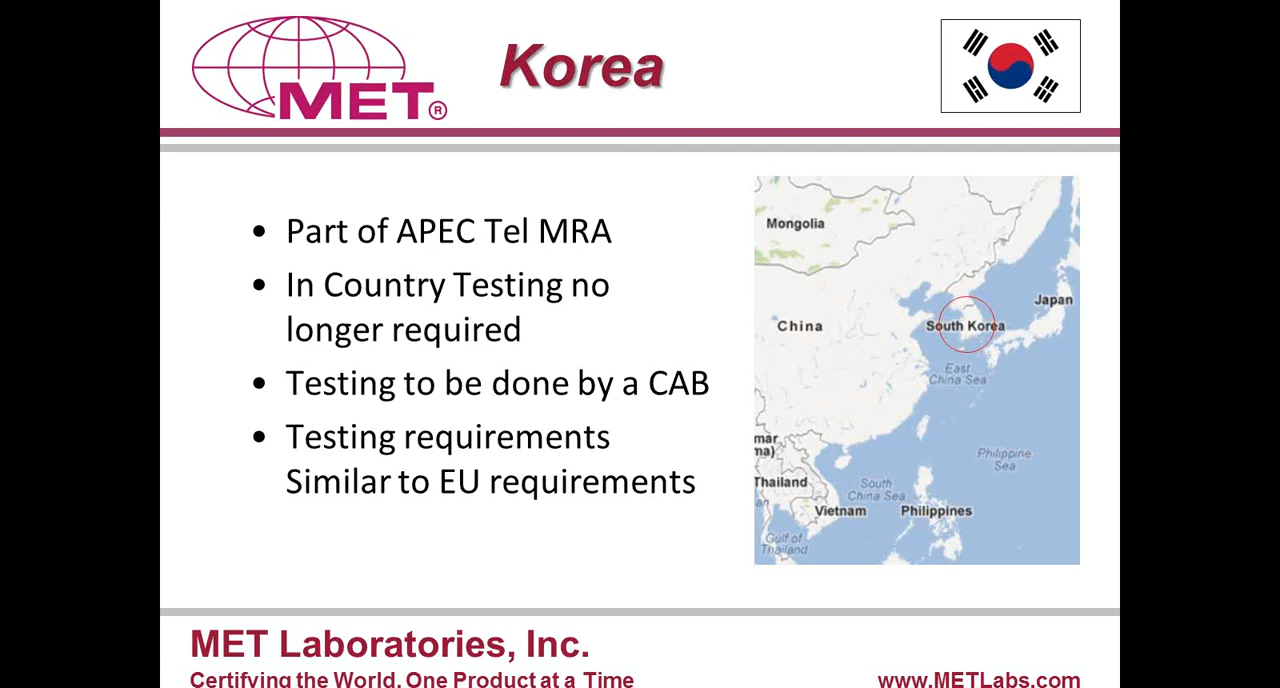 MET®
Korea
• Part of APEC Tel MRA
• In Country Testing no
longer required
• Testing to be done by a CAB
• Testing requirements
Similar to EU requirements
Mongolia
Japan
China
South Korea
East
China Sea
mar
ma)
Philippine
Sea
Thailand
an
South
China Sea
Vietnam
Philippines
Gulf of
Thailand
MET Laboratories, Inc.
Certifying the World, One Product at a Time
www.METLabs.com